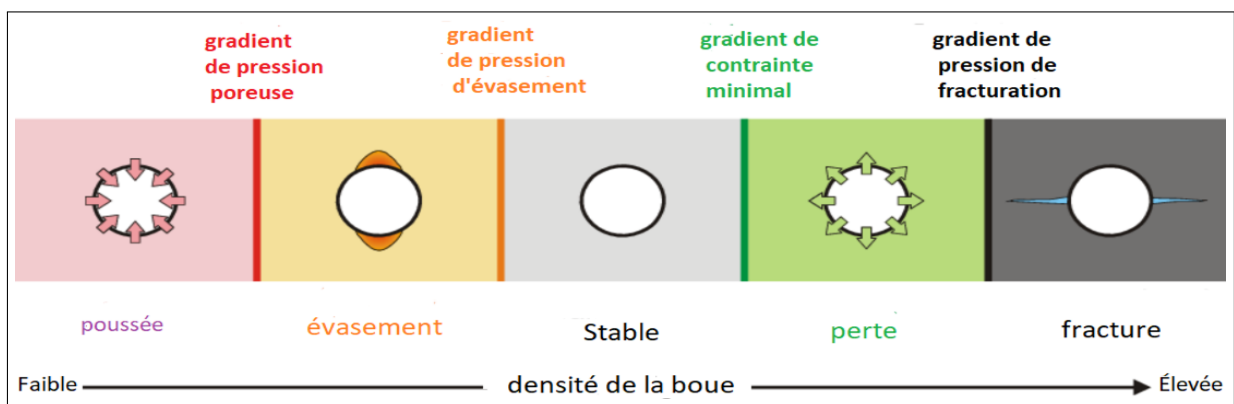 gradient
de pression
poreuse
gradient
de pression
d'évasement
gradient de
contrainte
minimal
gradient de
pression de
fracturation
poussée
évasement
Stable
perte
fracture
Faible
densité de la boue
Élevée